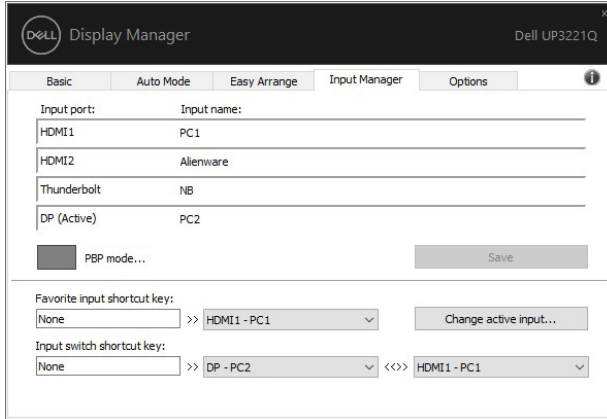 DELL Display Manager Dell UP3221Q
Basic Auto Mode Easy Arrange Input Manager Options
Input port: Input name:
HDMI1 PC1
HDMI2 Alienware
Thunderbolt NB
DP (Active) PC2
PBP mode... Save
Favorite input shortcut key:
None >> HDMI1 - PC1 Change active input...
Input switch shortcut key:
None >> DP - PC2 <<>> HDMI1 - PC1